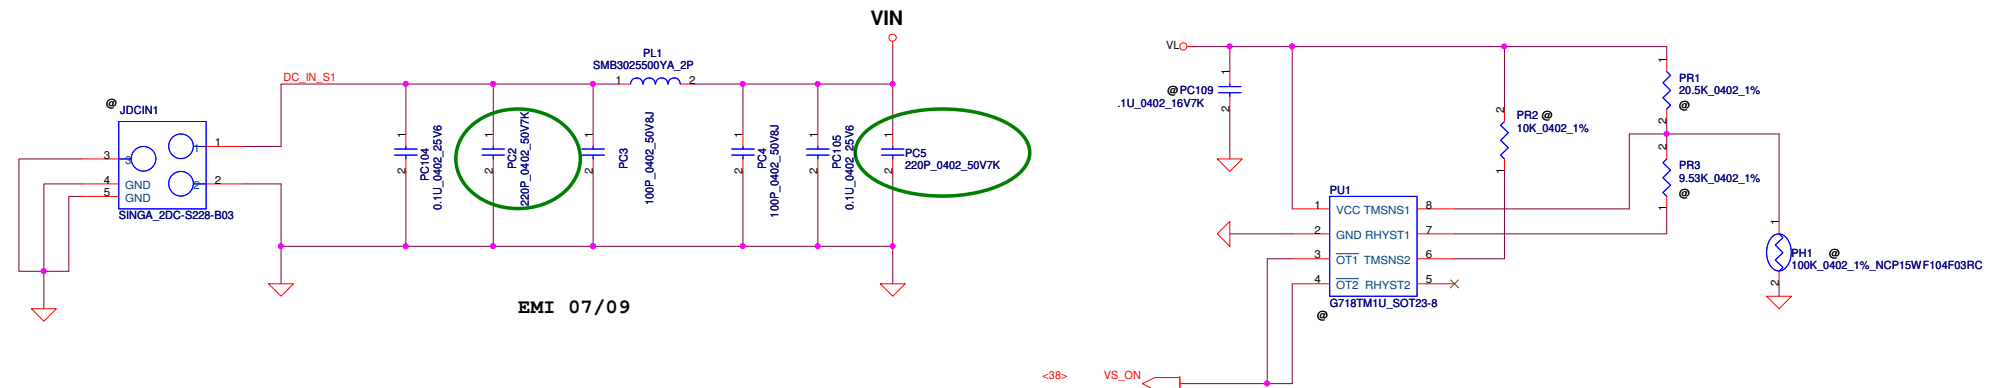 VIN
PL1
SMB3025500YA_2P
1
2
DC_IN_S1
@
JDCIN1
1
1
3
3
2
2
4
GND
5
GND
SINGA_2DC-S228-B03
1
2
PC104
0.1U_0402_25V6
1
2
PC2
220P_0402_50V7K
1
2
PC3
100P_0402_50V8J
1
2
PC4
100P_0402_50V8J
1
2
PC105
0.1U_0402_25V6
1
2
PC5
220P_0402_50V7K
EMI 07/09
VL
1
@
PC109
.1U_0402_16V7K
2
2
PR2 @
10K_0402_1%
1
1
PR1
20.5K_0402_1%
@
2
2
PR3
9.53K_0402_1%
@
1
PU1
1
VCC TMSNS1
8
2
GND RHYST1
7
3
OT1 TMSNS2
6
4
OT2 RHYST2
5
G718TM1U_SOT23-8
@
1
PH1
@
100K_0402_1%_NCP15WF104F03RC
2
<38>
VS_ON